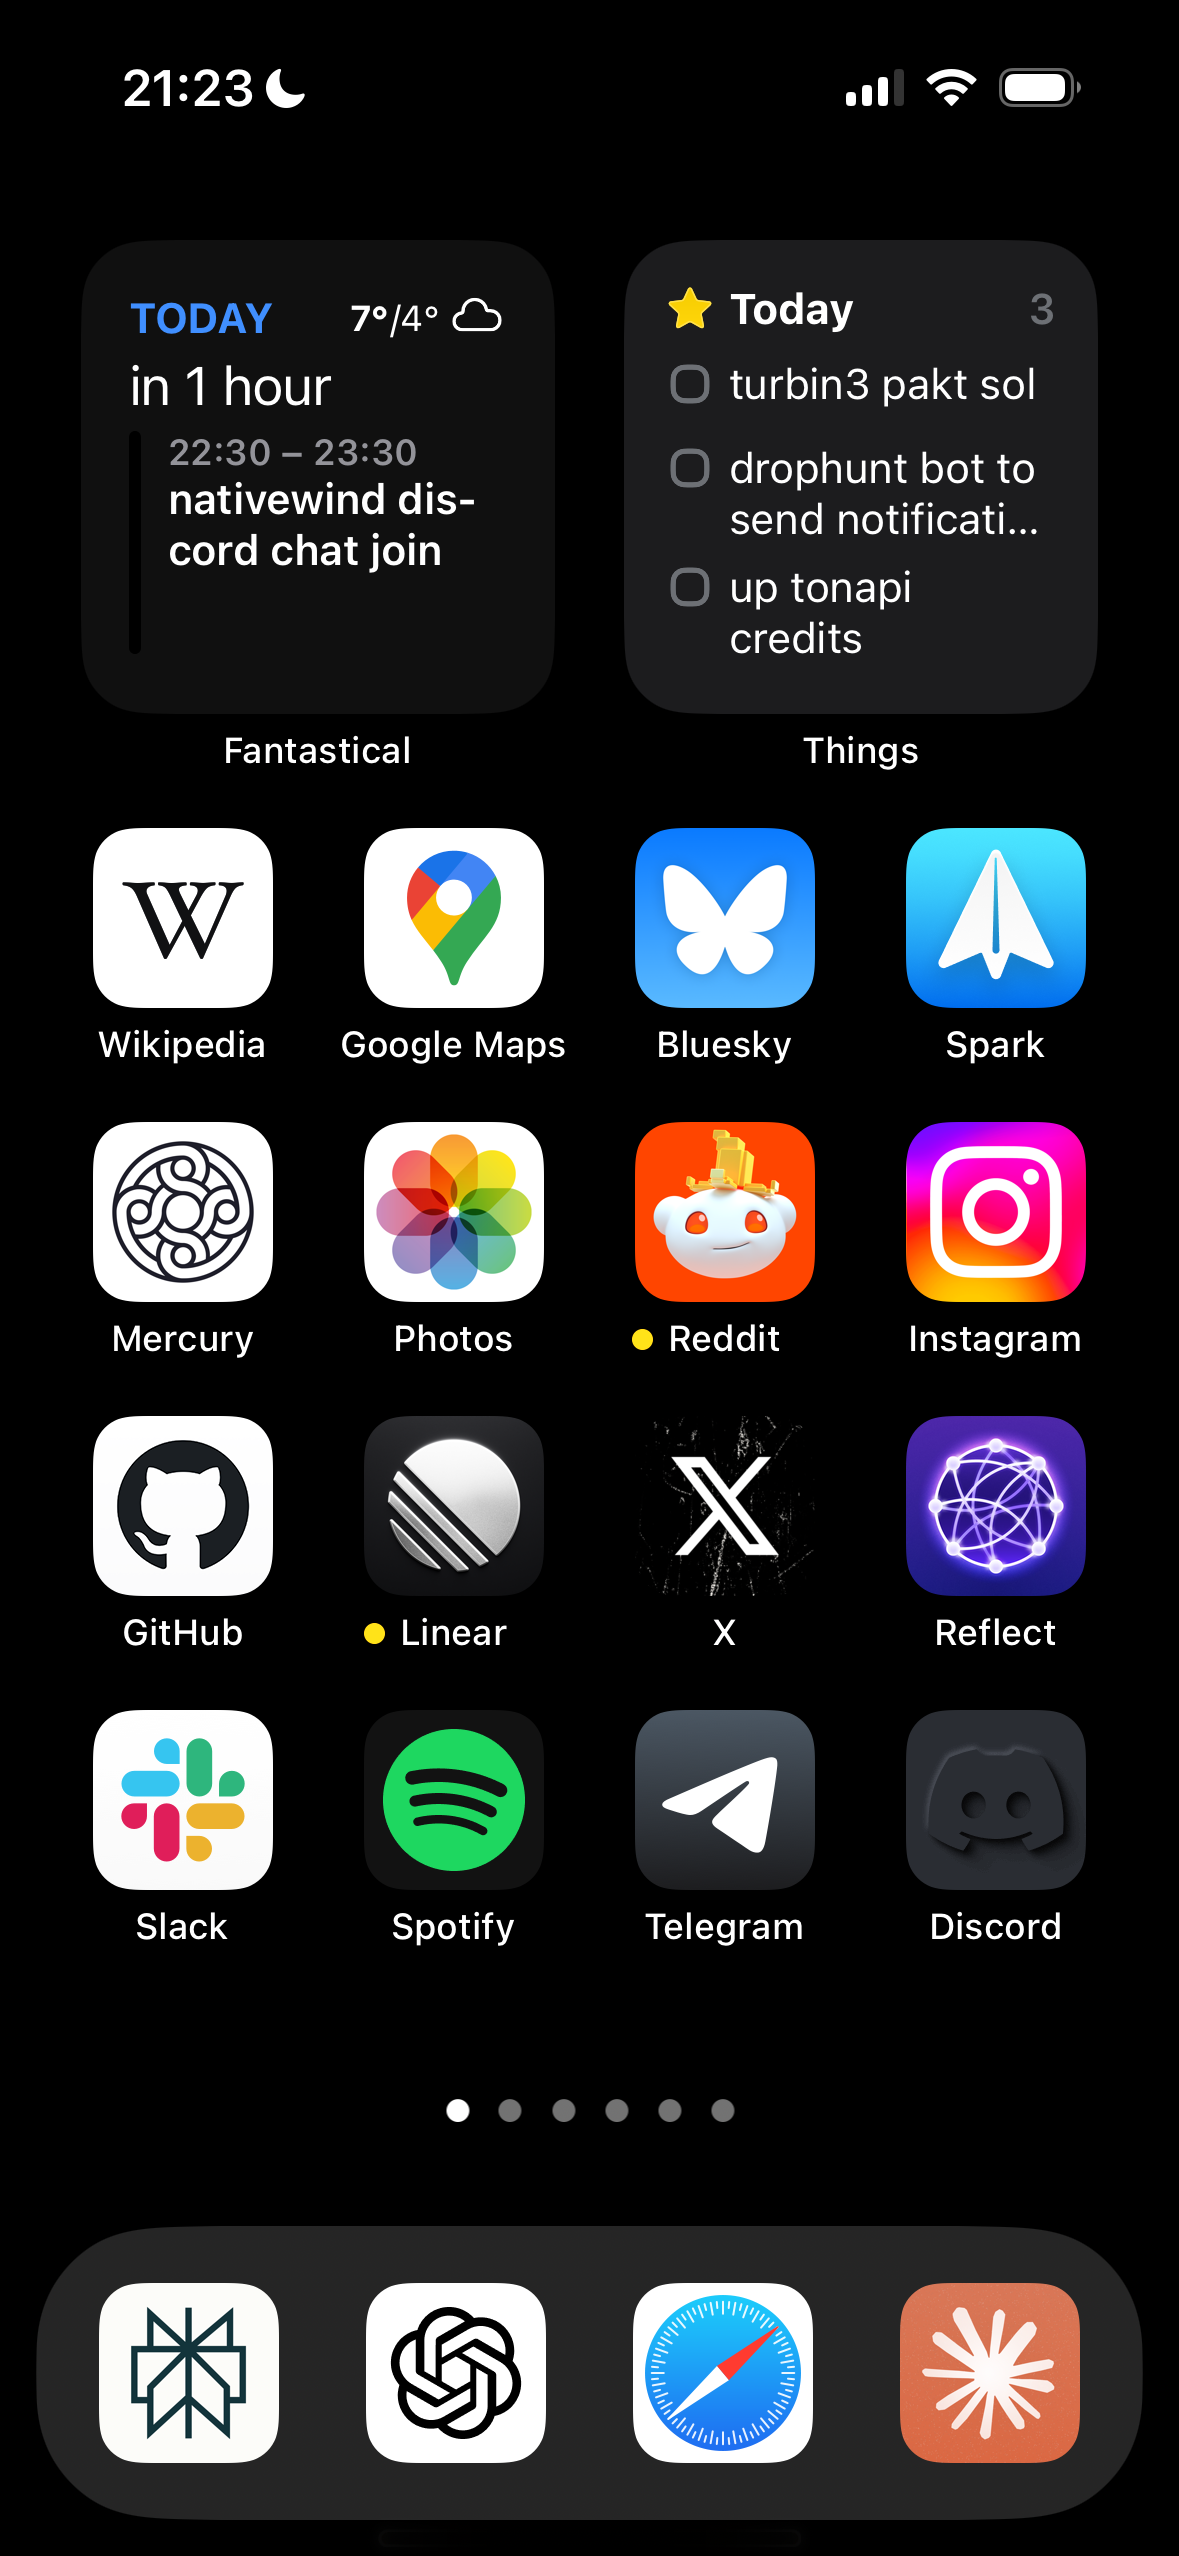 21:23
TODAY 7°/4°
in 1 hour
22:30 – 23:30
nativewind dis-
cord chat join
Today 3
turbin3 pakt sol
drophunt bot to
send notificati...
up tonapi
credits
Fantastical Things
W
Wikipedia Google Maps Bluesky Spark
Mercury Photos Reddit Instagram
GitHub Linear X Reflect
Slack Spotify Telegram Discord